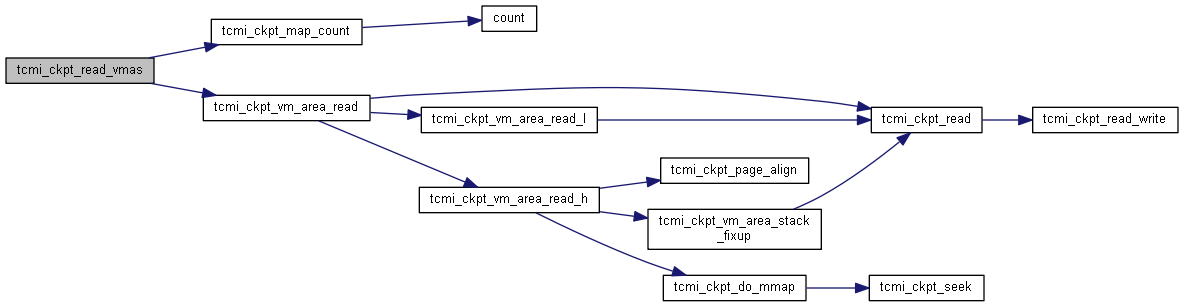 tcmi_ckpt_read_vmas
tcmi_ckpt_map_count
count
tcmi_ckpt_vm_area_read
tcmi_ckpt_vm_area_read_l
tcmi_ckpt_read
tcmi_ckpt_read_write
tcmi_ckpt_vm_area_read_h
tcmi_ckpt_page_align
tcmi_ckpt_vm_area_stack
_fixup
tcmi_ckpt_do_mmap
tcmi_ckpt_seek